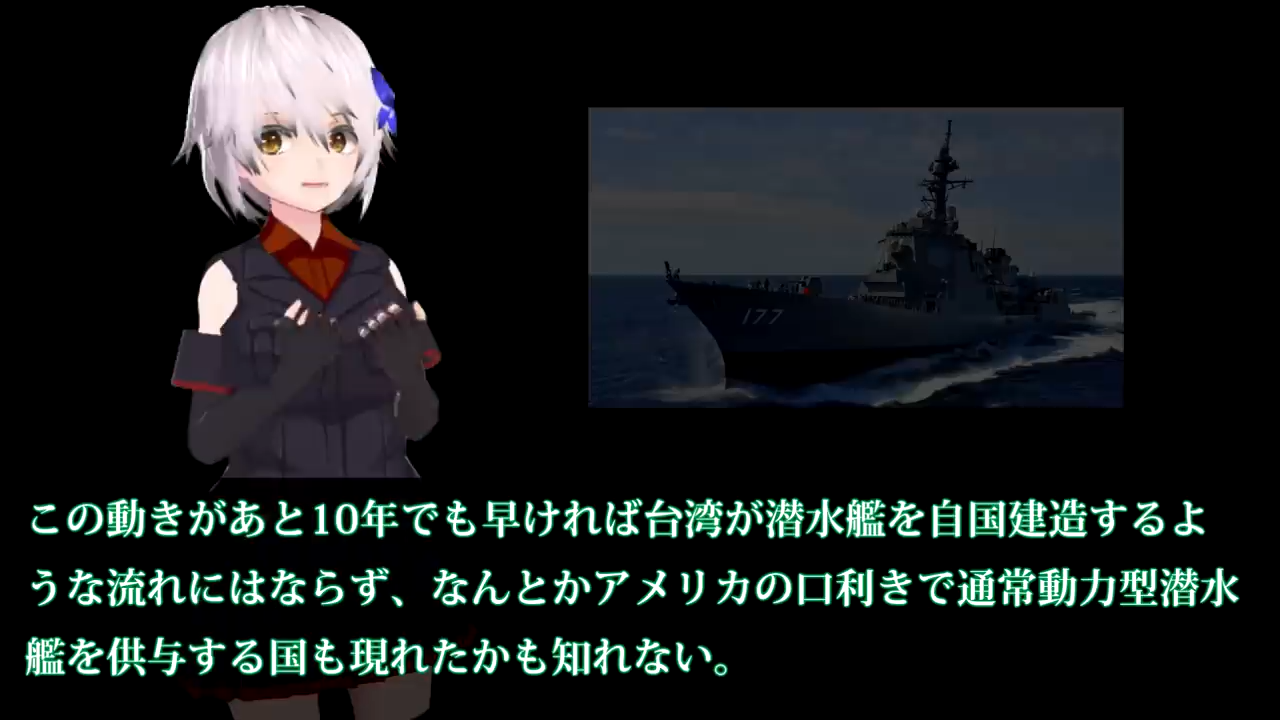 177
この動きがあと10年でも早ければ台湾が潜水艦を自国建造するよ
うな流れにはならず、なんとかアメリカの口利きで通常動力型潜水
艦を供与する国も現れたかも知れない。